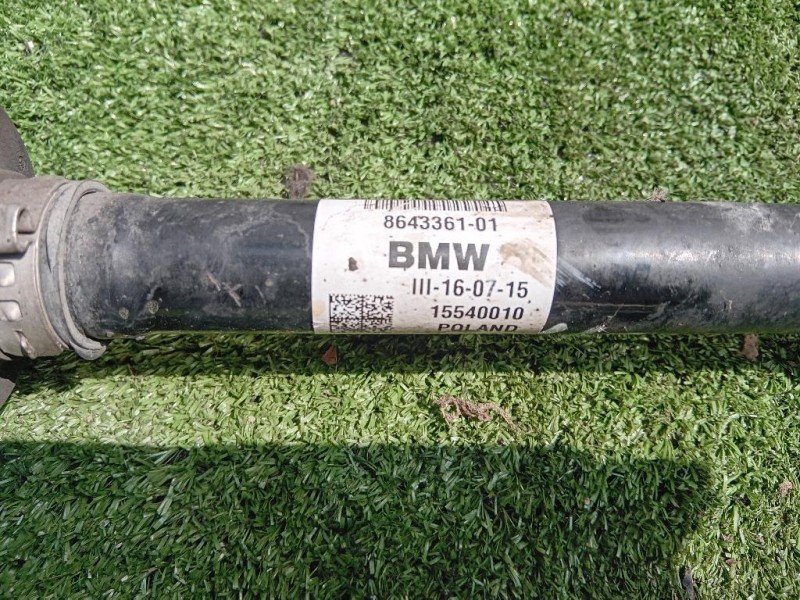 8643361-01
BMW
III-16-07-15
15540010
POLAND